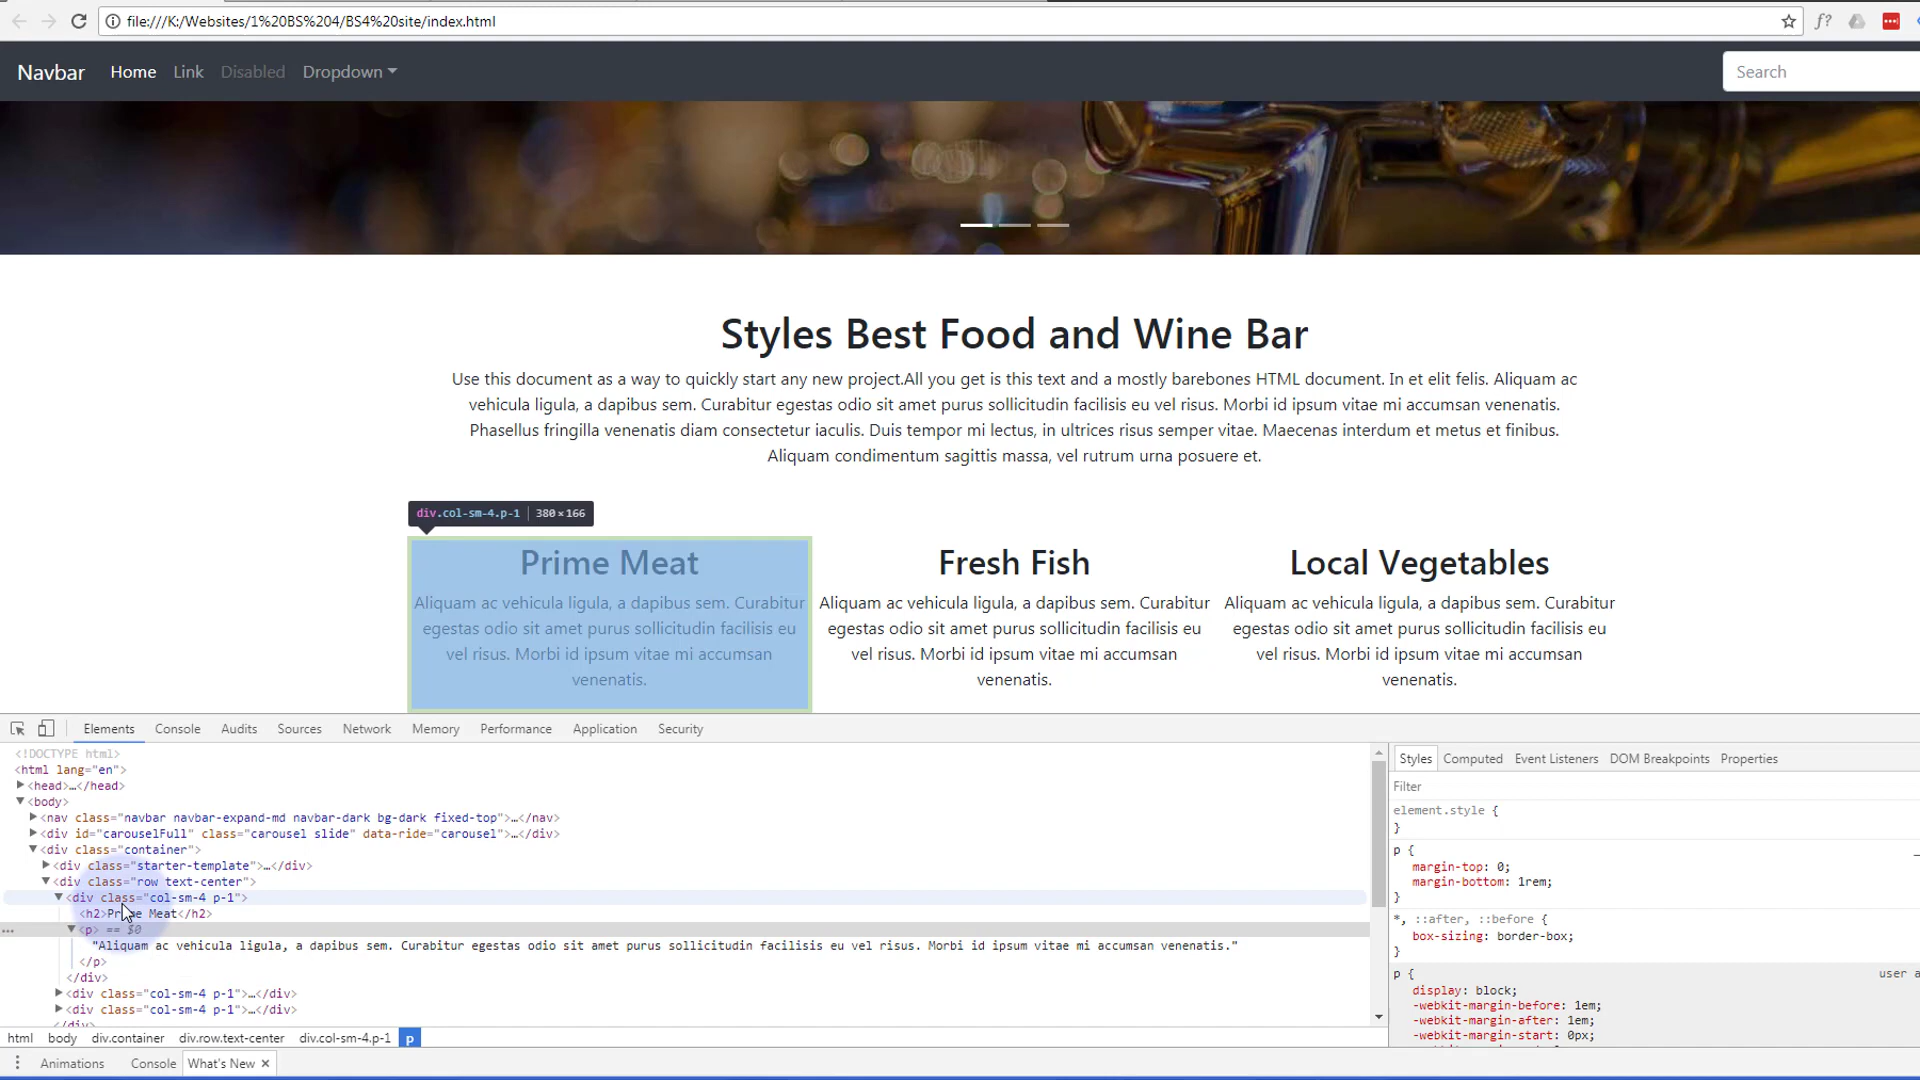 file:///K:/Websites/1%20BS%204/BS4%20site/index.html
f?
Navbar Home Link Disabled Dropdown
Search
Styles Best Food and Wine Bar
Use this document as a way to quickly start any new project.All you get is this text and a mostly barebones HTML document. In et elit felis. Aliquam ac
vehicula ligula, a dapibus sem. Curabitur egestas odio sit amet purus sollicitudin facilisis eu vel risus. Morbi id ipsum vitae mi accumsan venenatis.
Phasellus fringilla venenatis diam consectetur iaculis. Duis tempor mi lectus, in ultrices risus semper vitae. Maecenas interdum et metus et finibus.
Aliquam condimentum sagittis massa, vel rutrum urna posuere et.
div.col-sm-4.p-1 | 380×166
Prime Meat
Aliquam ac vehicula ligula, a dapibus sem. Curabitur
egestas odio sit amet purus sollicitudin facilisis eu
vel risus. Morbi id ipsum vitae mi accumsan
venenatis.
Fresh Fish
Aliquam ac vehicula ligula, a dapibus sem. Curabitur
egestas odio sit amet purus sollicitudin facilisis eu
vel risus. Morbi id ipsum vitae mi accumsan
venenatis.
Local Vegetables
Aliquam ac vehicula ligula, a dapibus sem. Curabitur
egestas odio sit amet purus sollicitudin facilisis eu
vel risus. Morbi id ipsum vitae mi accumsan
venenatis.
Elements Console Audits Sources Network Memory Performance Application Security
<!DOCTYPE html>
<html lang="en">
<head>…</head>
<body>
<nav class="navbar navbar-expand-md navbar-dark bg-dark fixed-top">…</nav>
<div id="carouselFull" class="carousel slide" data-ride="carousel">…</div>
<div class="container">
<div class="starter-template">…</div>
<div class="row text-center">
<div class="col-sm-4 p-1">
<h2>Prime Meat</h2>
<p> == $0
"Aliquam ac vehicula ligula, a dapibus sem. Curabitur egestas odio sit amet purus sollicitudin facilisis eu vel risus. Morbi id ipsum vitae mi accumsan venenatis."
</p>
</div>
<div class="col-sm-4 p-1">…</div>
<div class="col-sm-4 p-1">…</div>
</div>
html body div.container div.row.text-center div.col-sm-4.p-1 p
Animations Console What's New ×
Styles Computed Event Listeners DOM Breakpoints Properties
Filter
element.style {
}
p {
margin-top: 0;
margin-bottom: 1rem;
}
*, ::after, ::before {
box-sizing: border-box;
}
p { user a
display: block;
-webkit-margin-before: 1em;
-webkit-margin-after: 1em;
-webkit-margin-start: 0px;